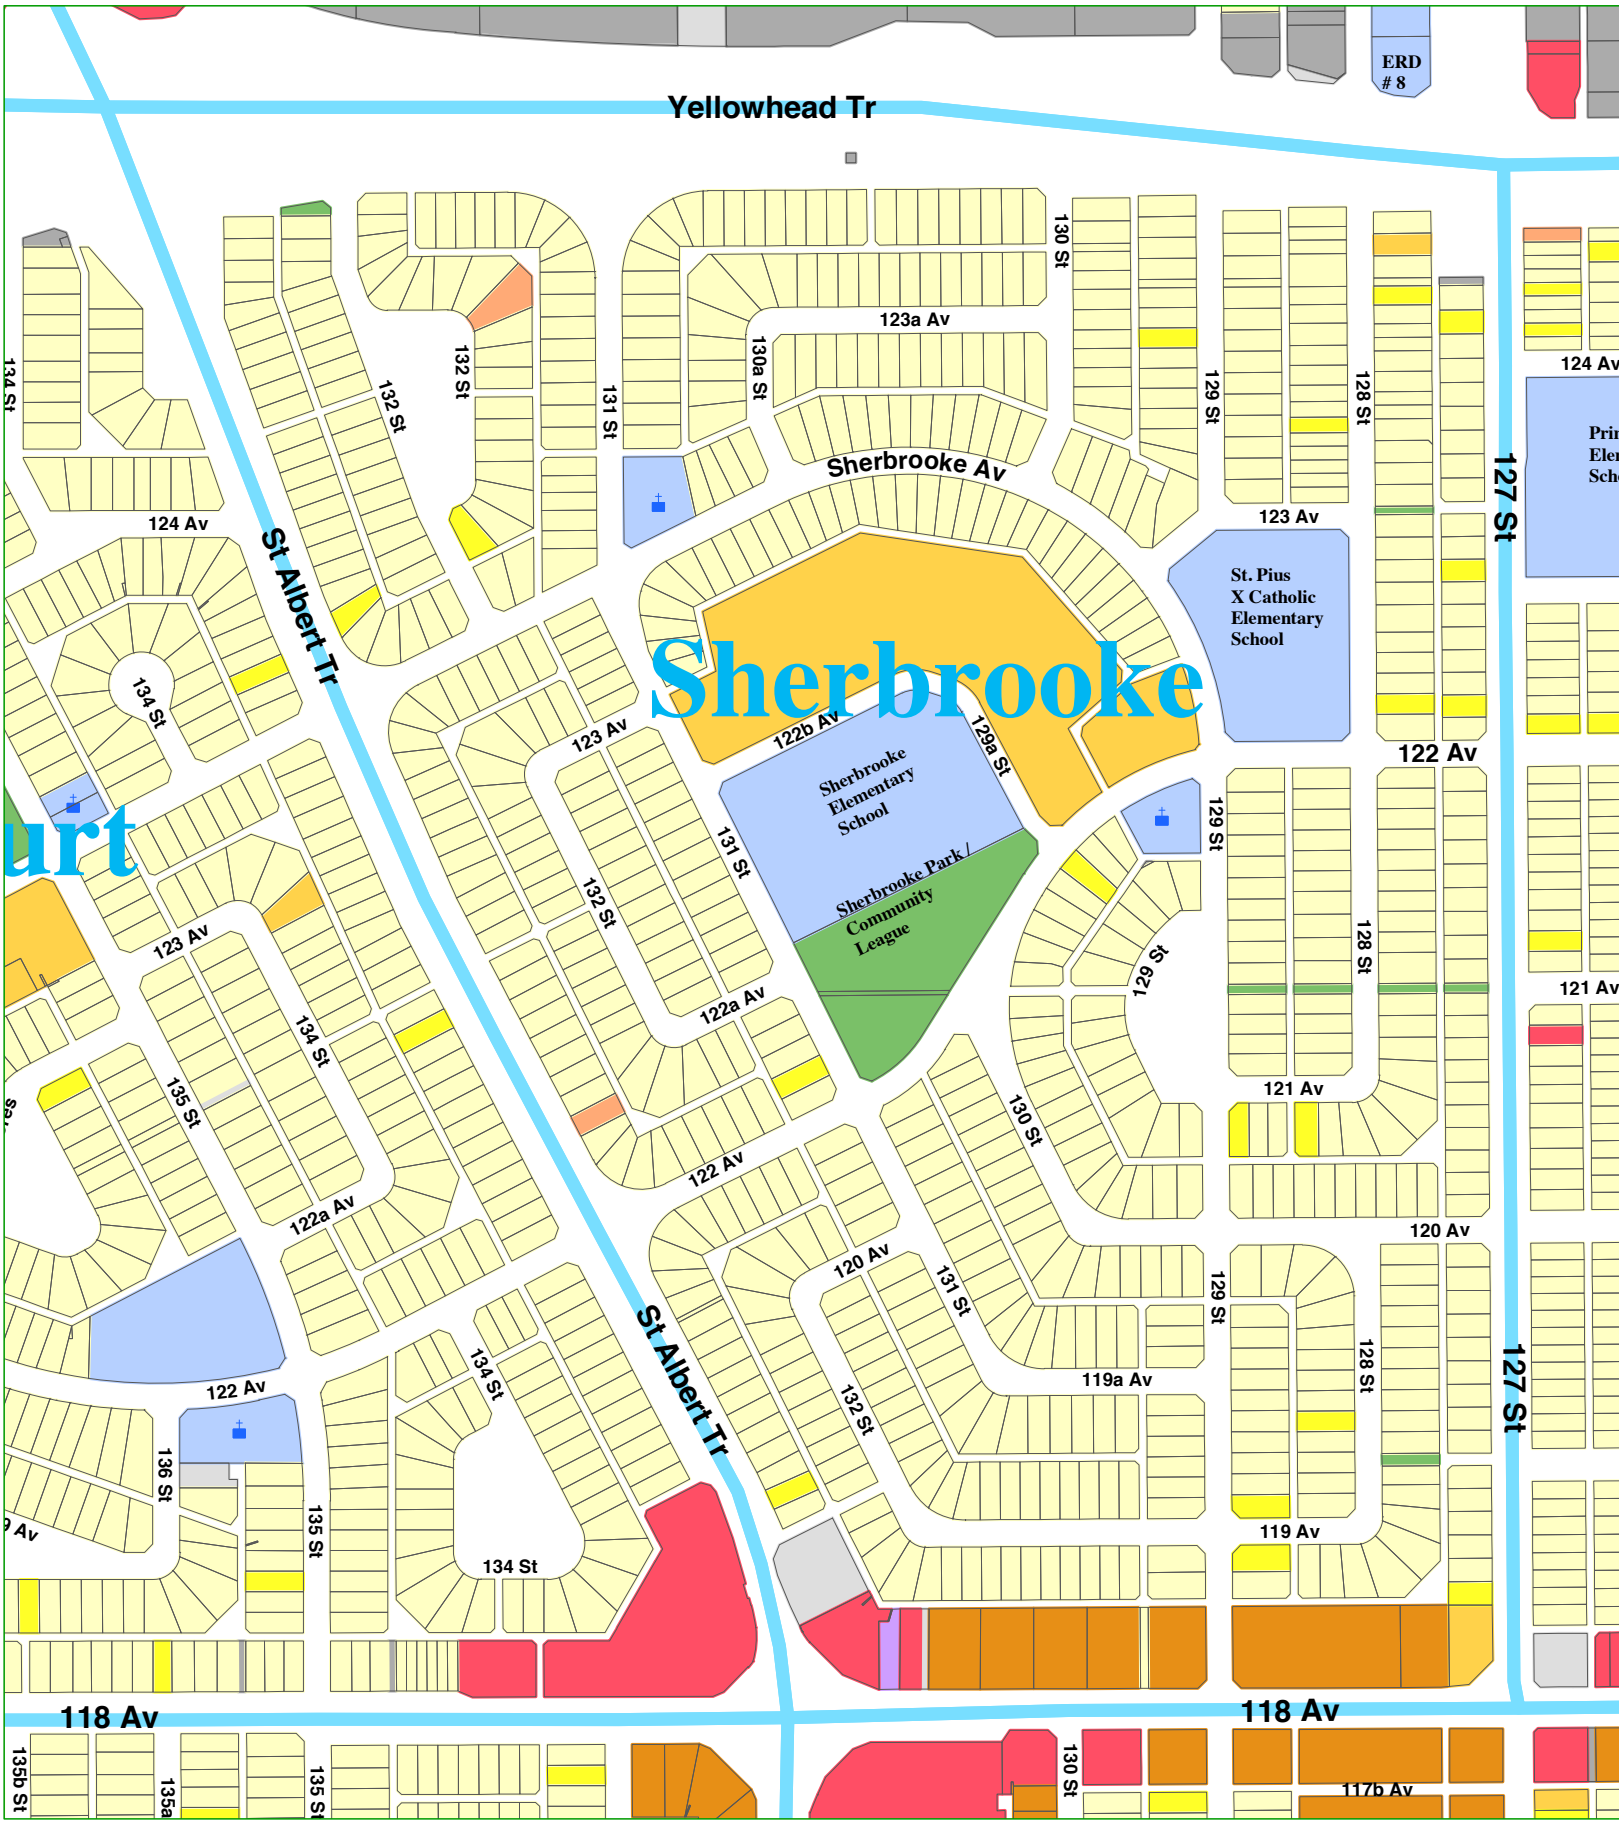 ERD
# 8
Yellowhead Tr
130 St
123a Av
124 Av
134 St
132 St
132 St
131 St
130a St
129 St
128 St
Sherbrooke Av
127 St
123 Av
124 Av
St Albert Tr
St. Pius
X Catholic
Elementary
School
134 St
Sherbrooke
122b Av
123 Av
129a St
122 Av
Sherbrooke
Elementary
School
129 St
131 St
132 St
Sherbrooke Park /
Community
League
123 Av
128 St
129 St
121 Av
122a Av
134 St
135 St
121 Av
130 St
122 Av
122a Av
120 Av
120 Av
131 St
129 St
St Albert Tr
134 St
128 St
127 St
119a Av
122 Av
132 St
136 St
135 St
119 Av
134 St
118 Av
118 Av
135b St
135a
135 St
130 St
117b Av